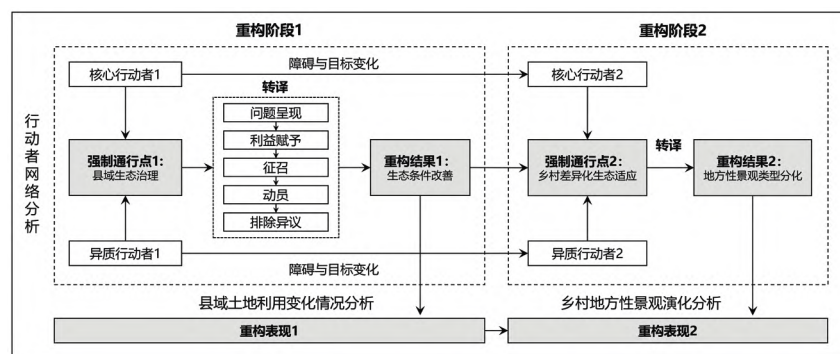 重构阶段1
重构阶段2
行动者网络分析
核心行动者1
障碍与目标变化
核心行动者2
转译
问题呈现
利益赋予
征召
动员
排除异议
强制通行点1：
县域生态治理
重构结果1：
生态条件改善
强制通行点2：
乡村差异化生态适应
转译
重构结果2：
地方性景观类型分化
异质行动者1
障碍与目标变化
异质行动者2
县域土地利用变化情况分析
乡村地方性景观演化分析
重构表现1
重构表现2